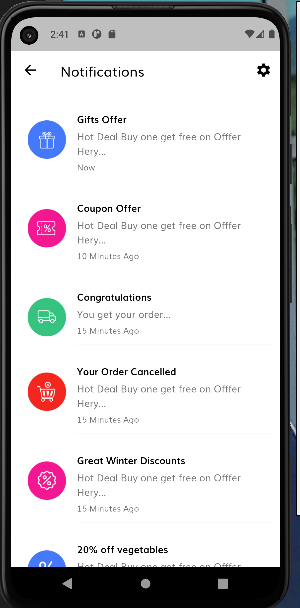 2:41
Notifications
Gifts Offer
Hot Deal Buy one get free on Offfer
Hery...
Now
Coupon Offer
Hot Deal Buy one get free on Offfer
Hery...
10 Minutes Ago
Congratulations
You get your order...
15 Minutes Ago
Your Order Cancelled
Hot Deal Buy one get free on Offfer
Hery...
15 Minutes Ago
Great Winter Discounts
Hot Deal Buy one get free on Offfer
Hery...
15 Minutes Ago
20% off vegetables
Hot Deal Buy one get free on Offfer